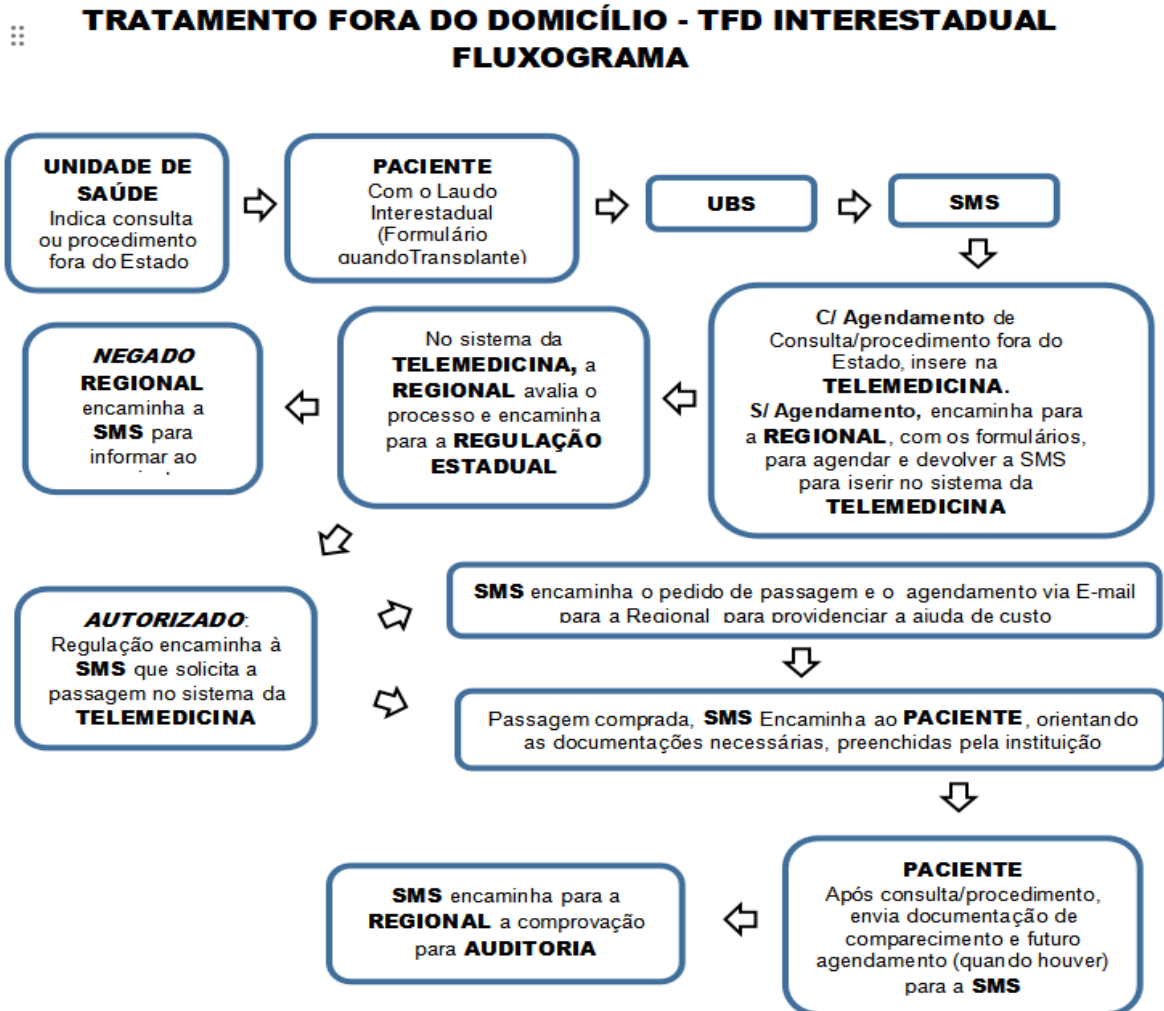 TRATAMENTO FORA DO DOMICÍLIO - TFD INTERESTADUAL
FLUXOGRAMA
UNIDADE DE
SAÚDE
Indica consulta
ou procedimento
fora do Estado
PACIENTE
Com o Laudo
Interestadual
(Formulário
quandoTransplante)
UBS
SMS
C/ Agendamento de
Consulta/procedimento fora do
Estado, insere na
TELEMEDICINA.
S/ Agendamento, encaminha para
a REGIONAL, com os formulários,
para agendar e devolver a SMS
para iserir no sistema da
TELEMEDICINA
No sistema da
TELEMEDICINA, a
REGIONAL avalia o
processo e encaminha
para a REGULAÇÃO
ESTADUAL
NEGADO
REGIONAL
encaminha a
SMS para
informar ao
AUTORIZADO:
Regulação encaminha à
SMS que solicita a
passagem no sistema da
TELEMEDICINA
SMS encaminha o pedido de passagem e o agendamento via E-mail
para a Regional para providenciar a ajuda de custo
Passagem comprada, SMS Encaminha ao PACIENTE, orientando
as documentações necessárias, preenchidas pela instituição
PACIENTE
Após consulta/procedimento,
envia documentação de
comparecimento e futuro
agendamento (quando houver)
para a SMS
SMS encaminha para a
REGIONAL a comprovação
para AUDITORIA